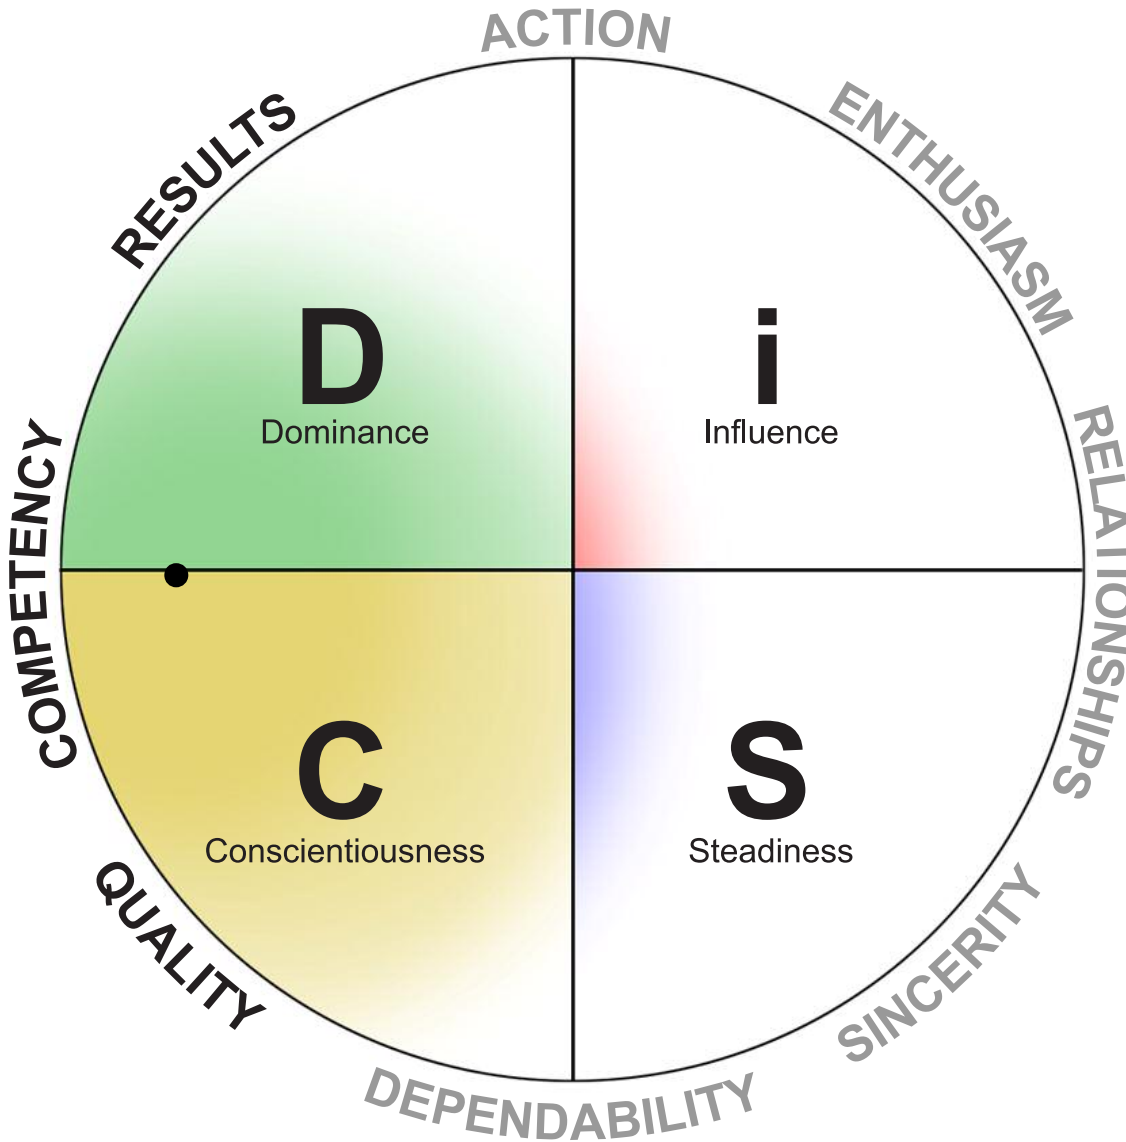 ACTION
RESULTS
ENTHUSIASM
D
Dominance
i
Influence
COMPETENCY
RELATIONSHIPS
C
Conscientiousness
S
Steadiness
QUALITY
SINCERITY
DEPENDABILITY